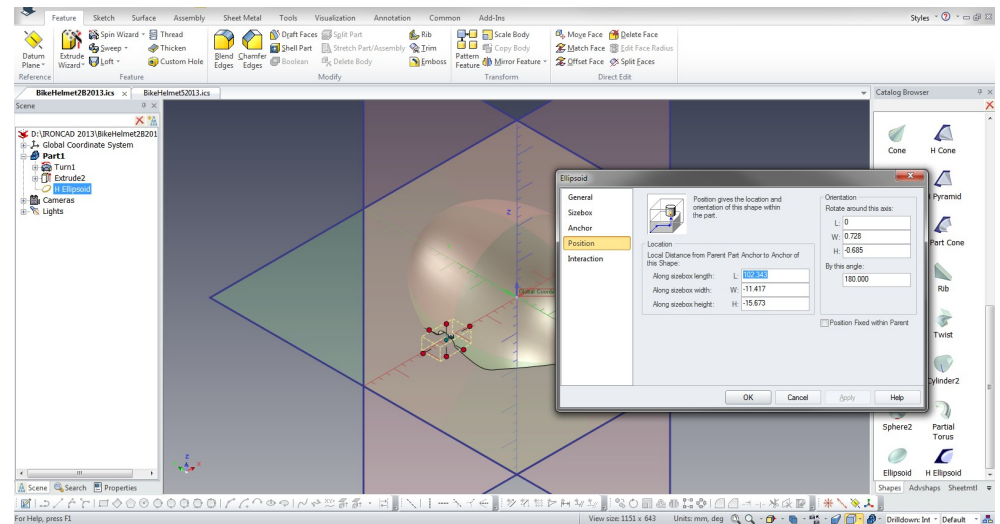 Feature Sketch Surface Assembly Sheet Metal Tools Visualization Annotation Common Add-Ins Styles
Spin Wizard Thread Draft Faces Split Part Rib Scale Body Move Face Delete Face
Sweep Thicken Shell Part Stretch Part/Assembly Trim Copy Body Match Face Edit Face Radius
Datum Plane Extrude Wizard Loft Custom Hole Blend Edges Chamfer Edges Boolean Delete Body Emboss Pattern Feature Mirror Feature Offset Face Split Faces
Reference Feature Modify Transform Direct Edit
BikeHelmet2B2013.ics x BikeHelmet52013.ics
Catalog Browser
Scene
D:\IRONCAD 2013\BikeHelmet2B201
Global Coordinate System
Part1
Turn1
Extrude2
H Ellipsoid
Cameras
Lights
z
Ellipsoid
General
Sizebox
Anchor
Position
Interaction
Position gives the location and
orientation of this shape within
the part.
Location
Local Distance from Parent Part Anchor to Anchor of
this Shape:
Along sizebox length: L: 102.343
Along sizebox width: W: -11.417
Along sizebox height: H: -15.673
Orientation
Rotate around this axis:
L: 0
W: 0.728
H: -0.685
By this angle:
180.000
Position Fixed within Parent
OK Cancel Apply Help
Cone H Cone
Pyramid
Part Cone
Rib
Twist
Cylinder2
Sphere2 Partial
Torus
Ellipsoid H Ellipsoid
z
x
Scene Search Properties
Shapes Advshaps Sheetmtl
For Help, press F1 View size: 1151 x 643 Units: mm, deg Drilldown: Int Default